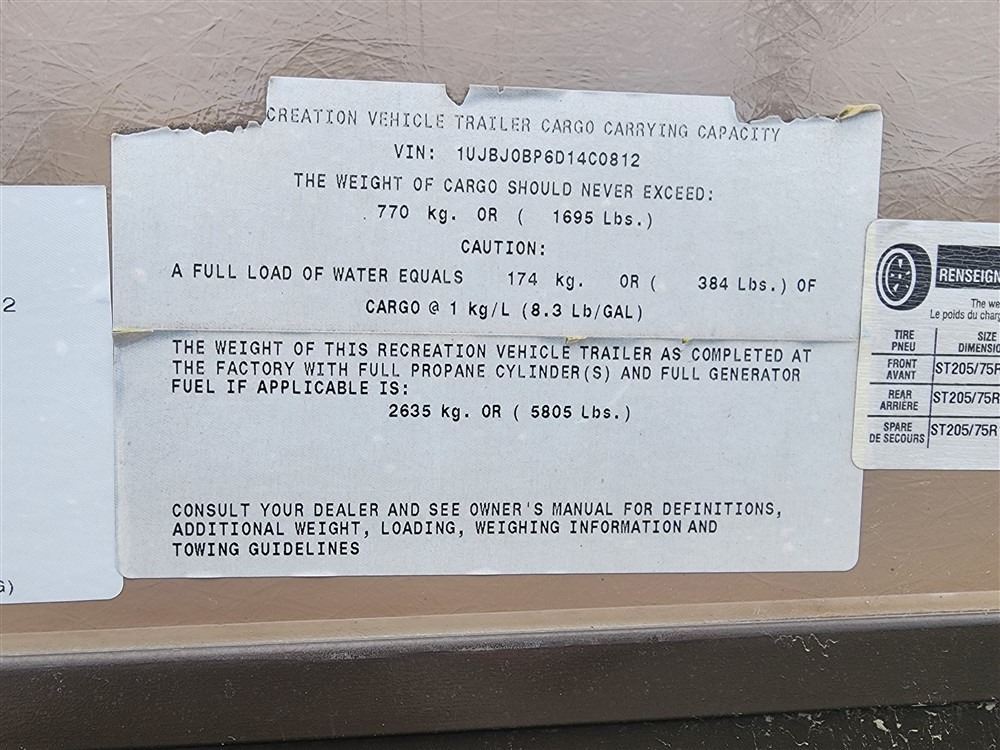 CREATION VEHICLE TRAILER CARGO CARRYING CAPACITY
VIN: 1UJBJ0BP6D14C0812
THE WEIGHT OF CARGO SHOULD NEVER EXCEED:
770 kg. OR ( 1695 Lbs.)
CAUTION:
A FULL LOAD OF WATER EQUALS 174 kg. OR ( 384 Lbs.) OF
CARGO @ 1 kg/L (8.3 Lb/GAL)
THE WEIGHT OF THIS RECREATION VEHICLE TRAILER AS COMPLETED AT
THE FACTORY WITH FULL PROPANE CYLINDER(S) AND FULL GENERATOR
FUEL IF APPLICABLE IS:
2635 kg. OR ( 5805 Lbs.)
CONSULT YOUR DEALER AND SEE OWNER'S MANUAL FOR DEFINITIONS,
ADDITIONAL WEIGHT, LOADING, WEIGHING INFORMATION AND
TOWING GUIDELINES
2
G)
RENSEIGN
The we
Le poids du charg
TIRE SIZE
PNEU DIMENSIO
FRONT
AVANT ST205/75R
REAR
ARRIERE ST205/75R
SPARE
DE SECOURS ST205/75R